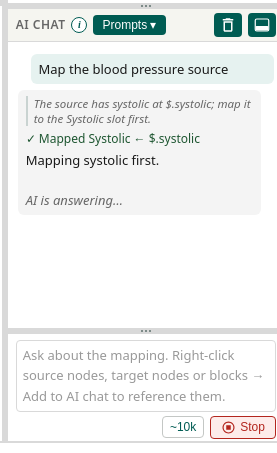 AI CHAT i Prompts ▾
Map the blood pressure source
The source has systolic at $.systolic; map it
to the Systolic slot first.
✓ Mapped Systolic ← $.systolic
Mapping systolic first.
AI is answering...
Ask about the mapping. Right-click
source nodes, target nodes or blocks →
Add to AI chat to reference them.
~10k Stop